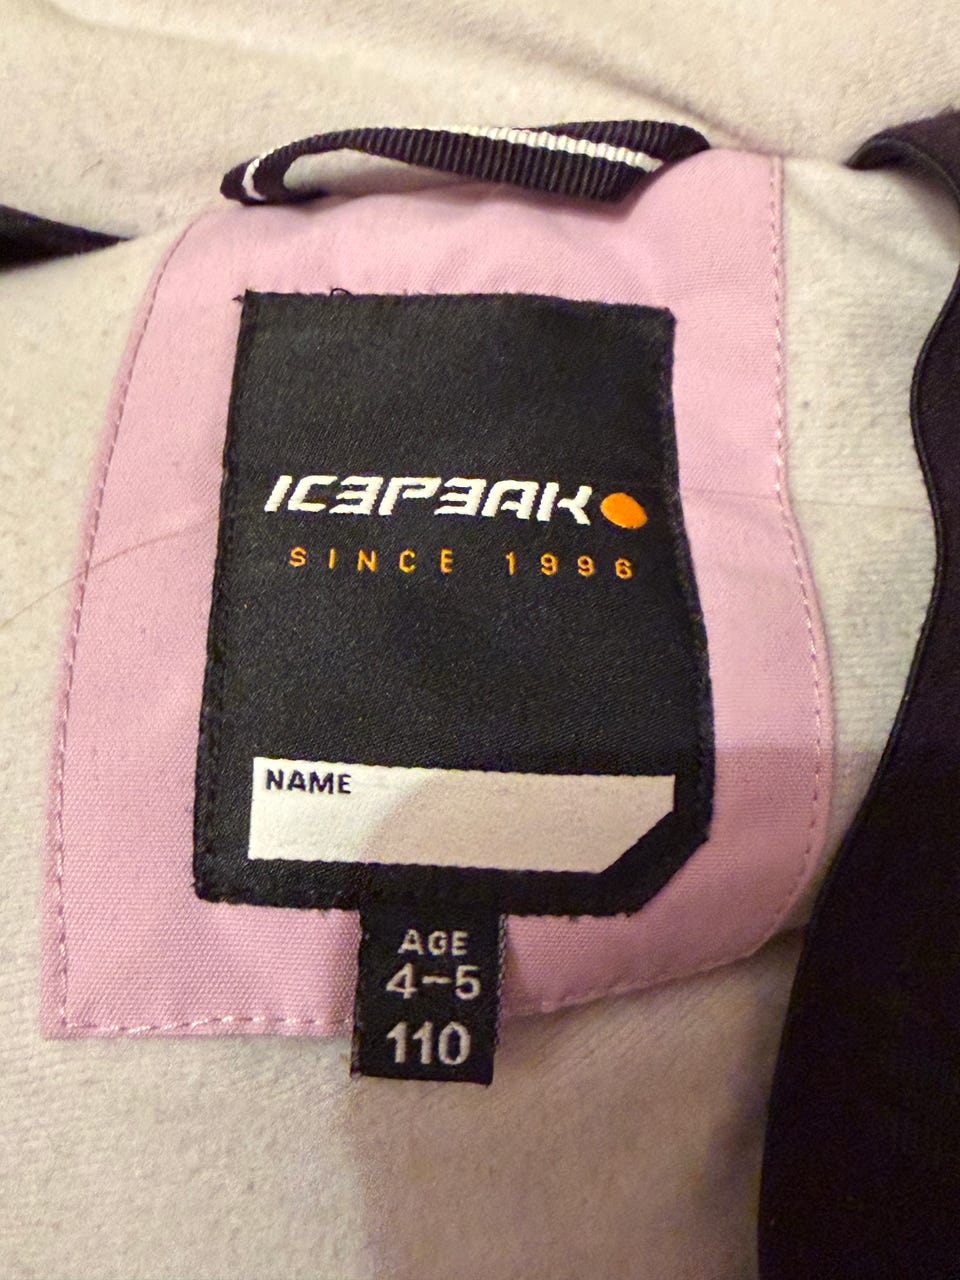 ICEPEAK
SINCE 1996
NAME
AGE
4-5
110